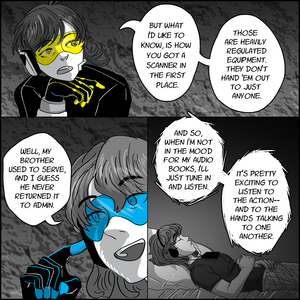 BUT WHAT
I'D LIKE TO
KNOW, IS HOW
YOU GOT A
SCANNER IN
THE FIRST
PLACE.
THOSE
ARE HEAVILY
REGULATED
EQUIPMENT.
THEY DON'T
HAND 'EM OUT
TO JUST
ANYONE.
WELL, MY
BROTHER
USED TO SERVE,
AND I GUESS
HE NEVER
RETURNED IT
TO ADMIN.
AND SO,
WHEN I'M NOT
IN THE MOOD
FOR MY AUDIO
BOOKS, I'LL
JUST TUNE IN
AND LISTEN.
IT'S PRETTY
EXCITING TO
LISTEN TO
THE ACTION--
AND TO THE
HANDS TALKING
TO ONE
ANOTHER.